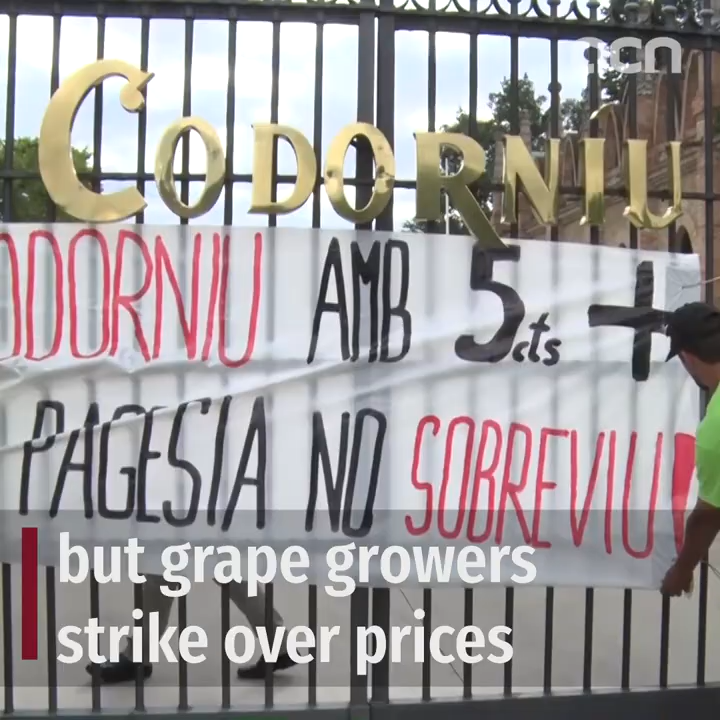 acn
CODORNIU
ODORNIU AMB 5cts +
PAGESIA NO SOBREVIU!
but grape growers
strike over prices